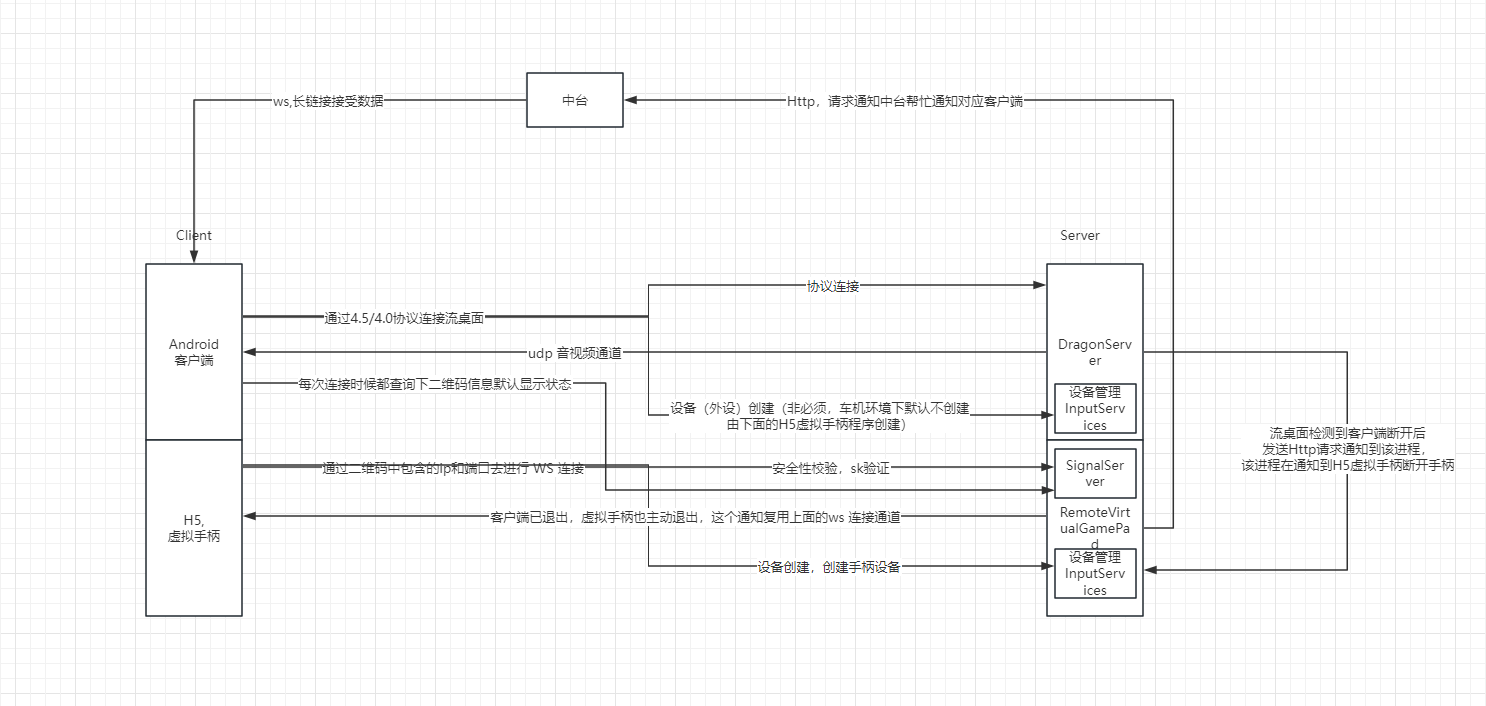 中台
ws,长链接接受数据
Http，请求通知中台帮忙通知对应客户端
Client
Server
协议连接
通过4.5/4.0协议连接流桌面
Android
客户端
DragonServ
er
udp 音视频通道
每次连接时候都查询下二维码信息默认显示状态
设备（外设）创建（非必须，车机环境下默认不创建
由下面的H5虚拟手柄程序创建）
设备管理
InputServ
ices
流桌面检测到客户端断开后
发送Http请求通知到该进程，
该进程在通知到H5虚拟手柄断开手柄
通过二维码中包含的Ip和端口去进行 WS 连接
安全性校验，sk验证
SignalSer
ver
H5,
虚拟手柄
客户端已退出，虚拟手柄也主动退出，这个通知复用上面的ws 连接通道
RemoteVirt
ualGamePa
d
设备创建，创建手柄设备
设备管理
InputServ
ices